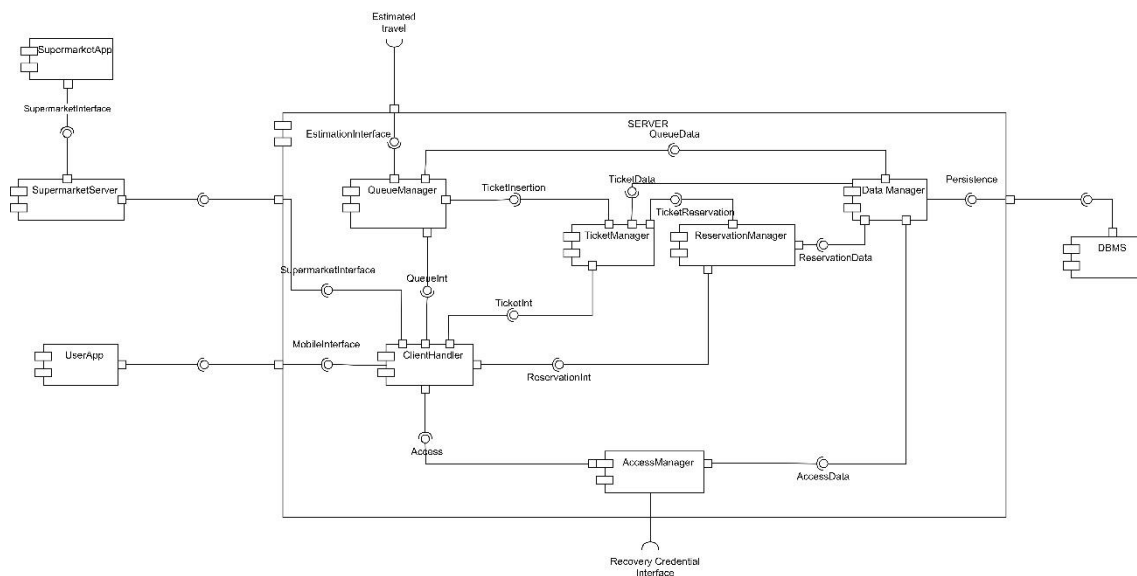 Estimated
travel
SupermarketApp
SupermarketInterface
SERVER
EstimationInterface
QueueData
SupermarketServer
QueueManager
TicketInsertion
TicketData
Data Manager
Persistence
TicketReservation
TicketManager
ReservationManager
DBMS
ReservationData
SupermarketInterface
QueueInt
TicketInt
MobileInterface
UserApp
ClientHandler
ReservationInt
Access
AccessManager
AccessData
Recovery Credential
Interface